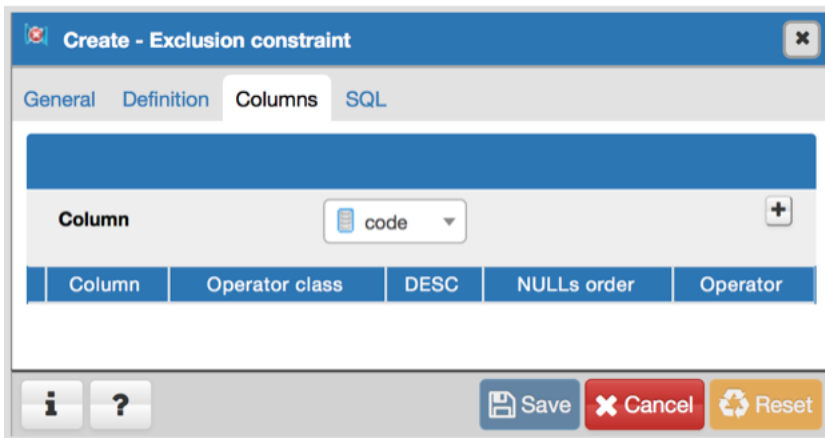 Create - Exclusion constraint
General Definition Columns SQL
Column code
Column Operator class DESC NULLs order Operator
i ? Save Cancel Reset